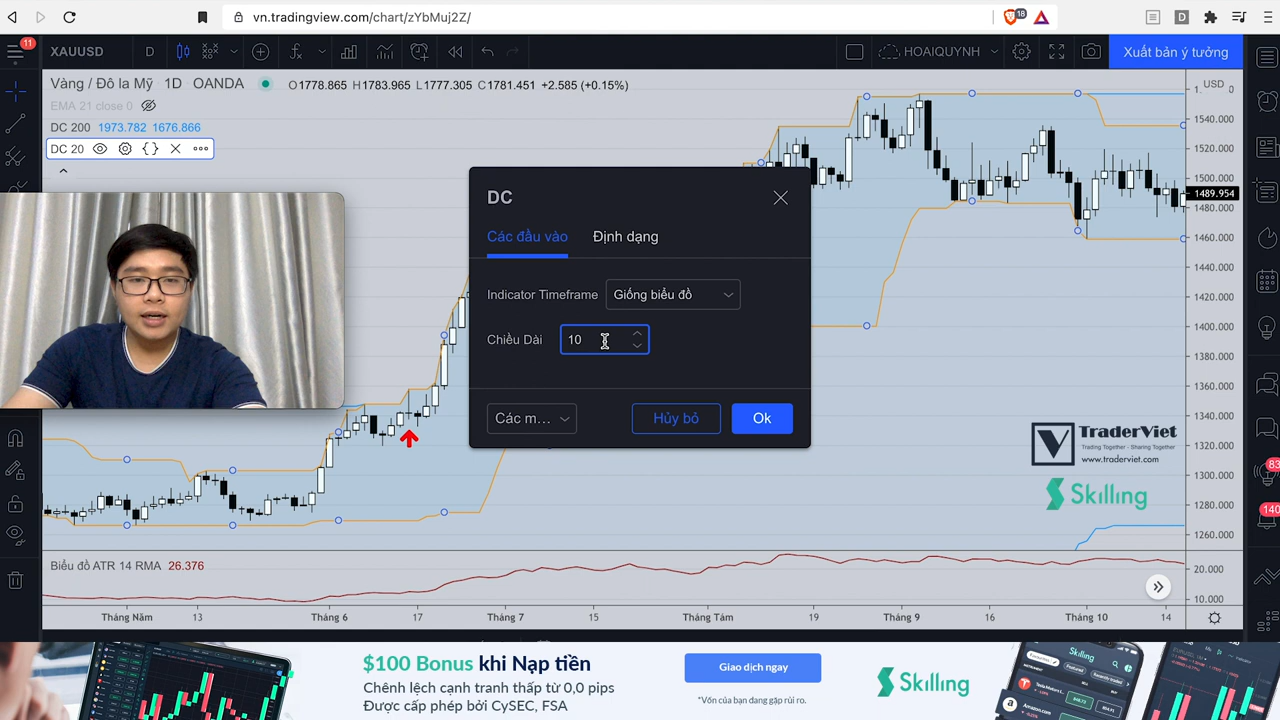 vn.tradingview.com/chart/zYbMuj2Z/
18
11
XAUUSD
D
HOAIQUYNH
Xuất bản ý tưởng
Vàng / Đô la Mỹ 1D OANDA
O1778.865 H1783.965 L1777.305 C1781.451 +2.585 (+0.15%)
USD
EMA 21 close 0
DC 200 1973.782 1676.866
DC 20
1540.000
1520.000
1500.000
1489.954
1480.000
1460.000
1440.000
1420.000
1400.000
1380.000
1360.000
1340.000
1320.000
1300.000
1280.000
1260.000
DC
Các đầu vào
Định dạng
Indicator Timeframe
Giống biểu đồ
Chiều Dài
10
Các m...
Hủy bỏ
Ok
TraderViet
Trading Together - Sharing Together
www.traderviet.com
Skilling
83
140
Biểu đồ ATR 14 RMA 26.376
20.000
10.000
Tháng Năm
13
Tháng 6
17
Tháng 7
15
Tháng Tám
19
Tháng 9
16
Tháng 10
14
$100 Bonus khi Nạp tiền
Chênh lệch cạnh tranh thấp từ 0,0 pips
Được cấp phép bởi CySEC, FSA
Giao dịch ngay
*Vốn của bạn đang gặp rủi ro.
Skilling
Skilling